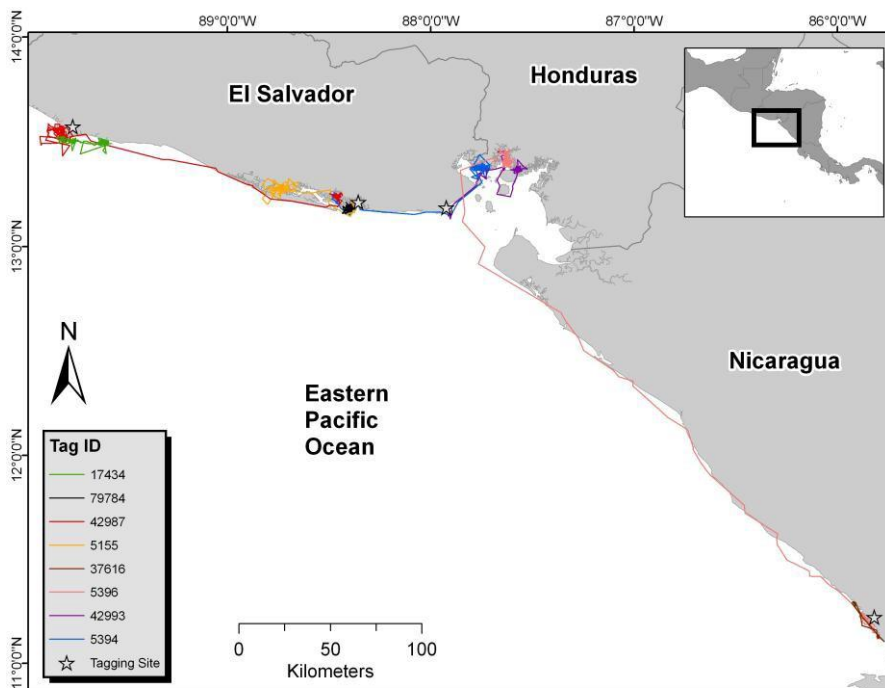 89°0'0"W
88°0'0"W
87°0'0"W
86°0'0"W
14°0'0"N
13°0'0"N
12°0'0"N
11°0'0"N
Honduras
El Salvador
Nicaragua
N
Eastern
Pacific
Ocean
Tag ID
17434
79784
42987
5155
37616
5396
42993
5394
Tagging Site
0 50 100
Kilometers